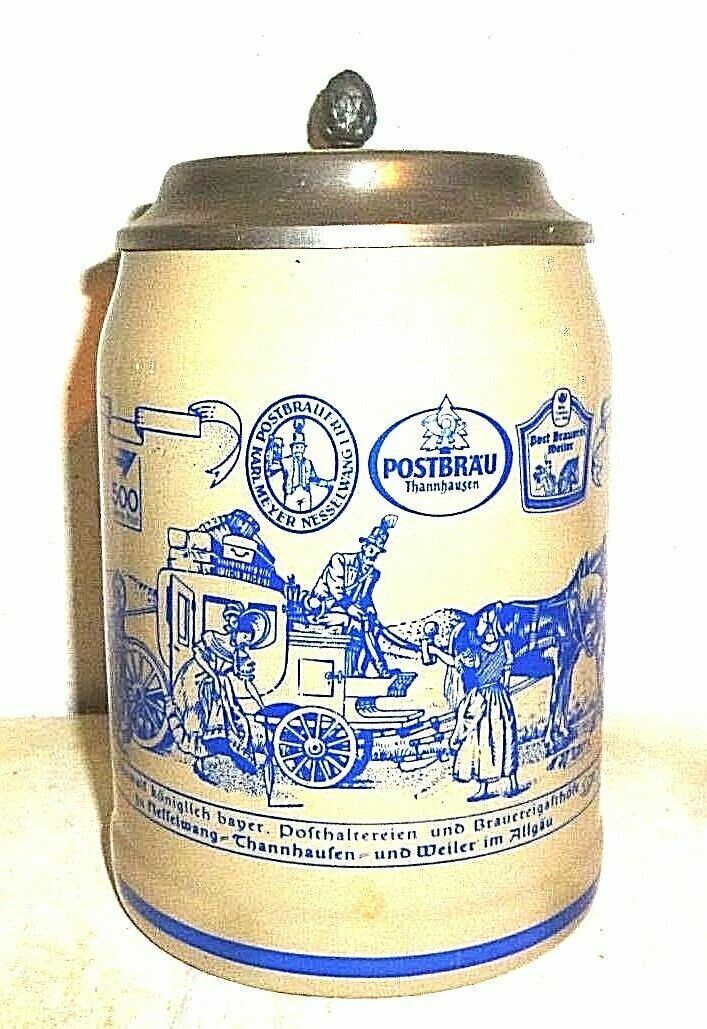 500
POSTBRAUEREI
KARL MEYER NESSELWANG
POSTBRÄU
Thannhausen
Post Brauerei
Weiler
königlich bayer. Posthaltereien und Brauereigasthöfe
in Nesselwang-Thannhausen-und Weiler im Allgäu